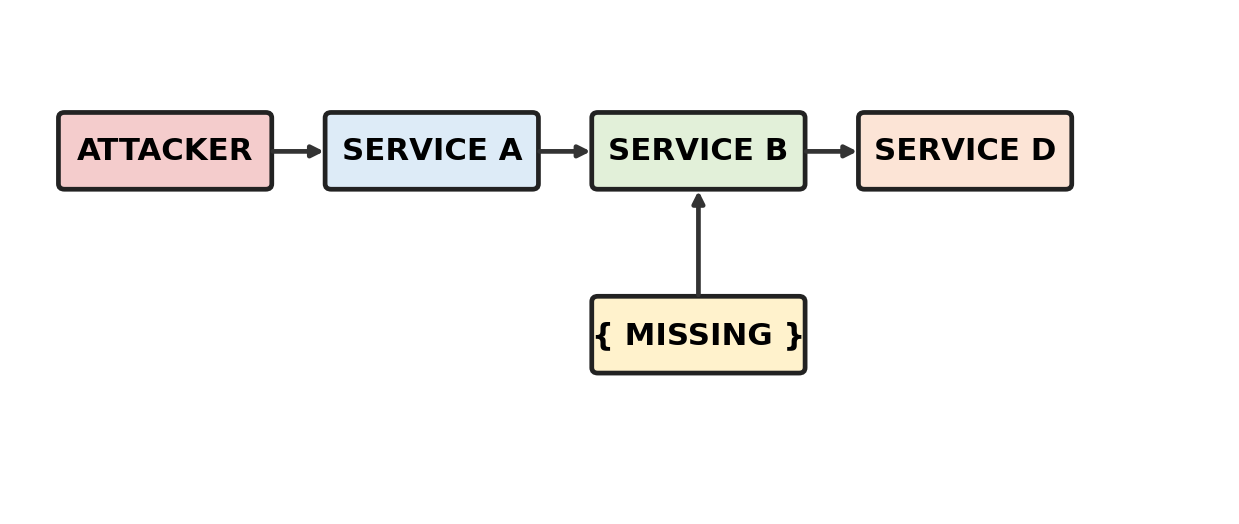 ATTACKER
SERVICE A
SERVICE B
SERVICE D
{ MISSING }